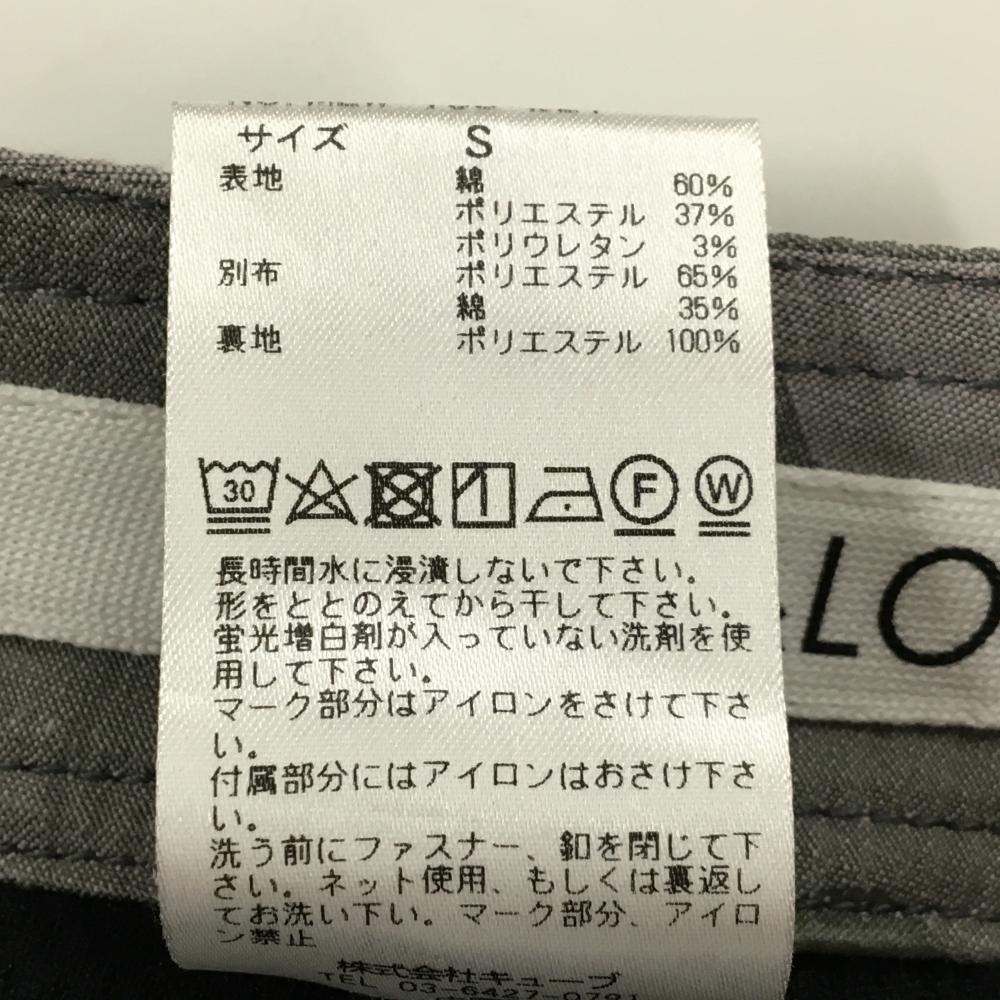 サイズ S
表地 綿 60%
ポリエステル 37%
ポリウレタン 3%
別布 ポリエステル 65%
綿 35%
裏地 ポリエステル 100%
30 F W
長時間水に浸漬しないで下さい。
形をととのえてから干して下さい。
蛍光増白剤が入っていない洗剤を使
用して下さい。
マーク部分はアイロンをさけて下さ
い。
付属部分にはアイロンはおさけ下さ
い。
洗う前にファスナー、釦を閉じて下
さい。ネット使用、もしくは裏返し
てお洗い下い。マーク部分、アイロ
ン禁止
株式会社キューブ
TEL 03-6427-0791
LO